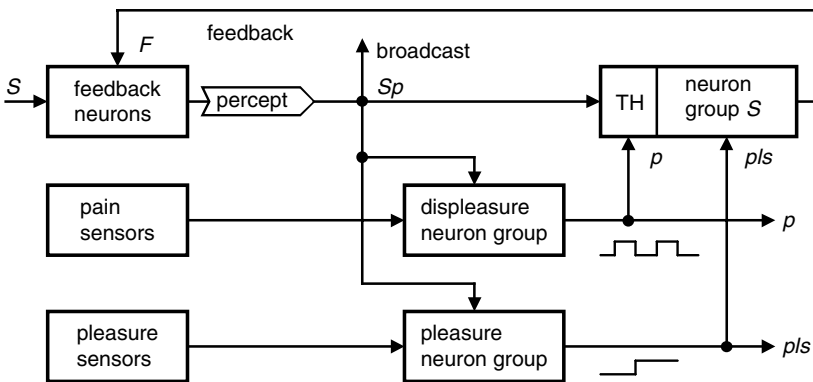 feedback
broadcast
F
S
feedback
neurons
percept
Sp
TH
neuron
group S
p
pls
pain
sensors
displeasure
neuron group
p
pleasure
sensors
pleasure
neuron group
pls